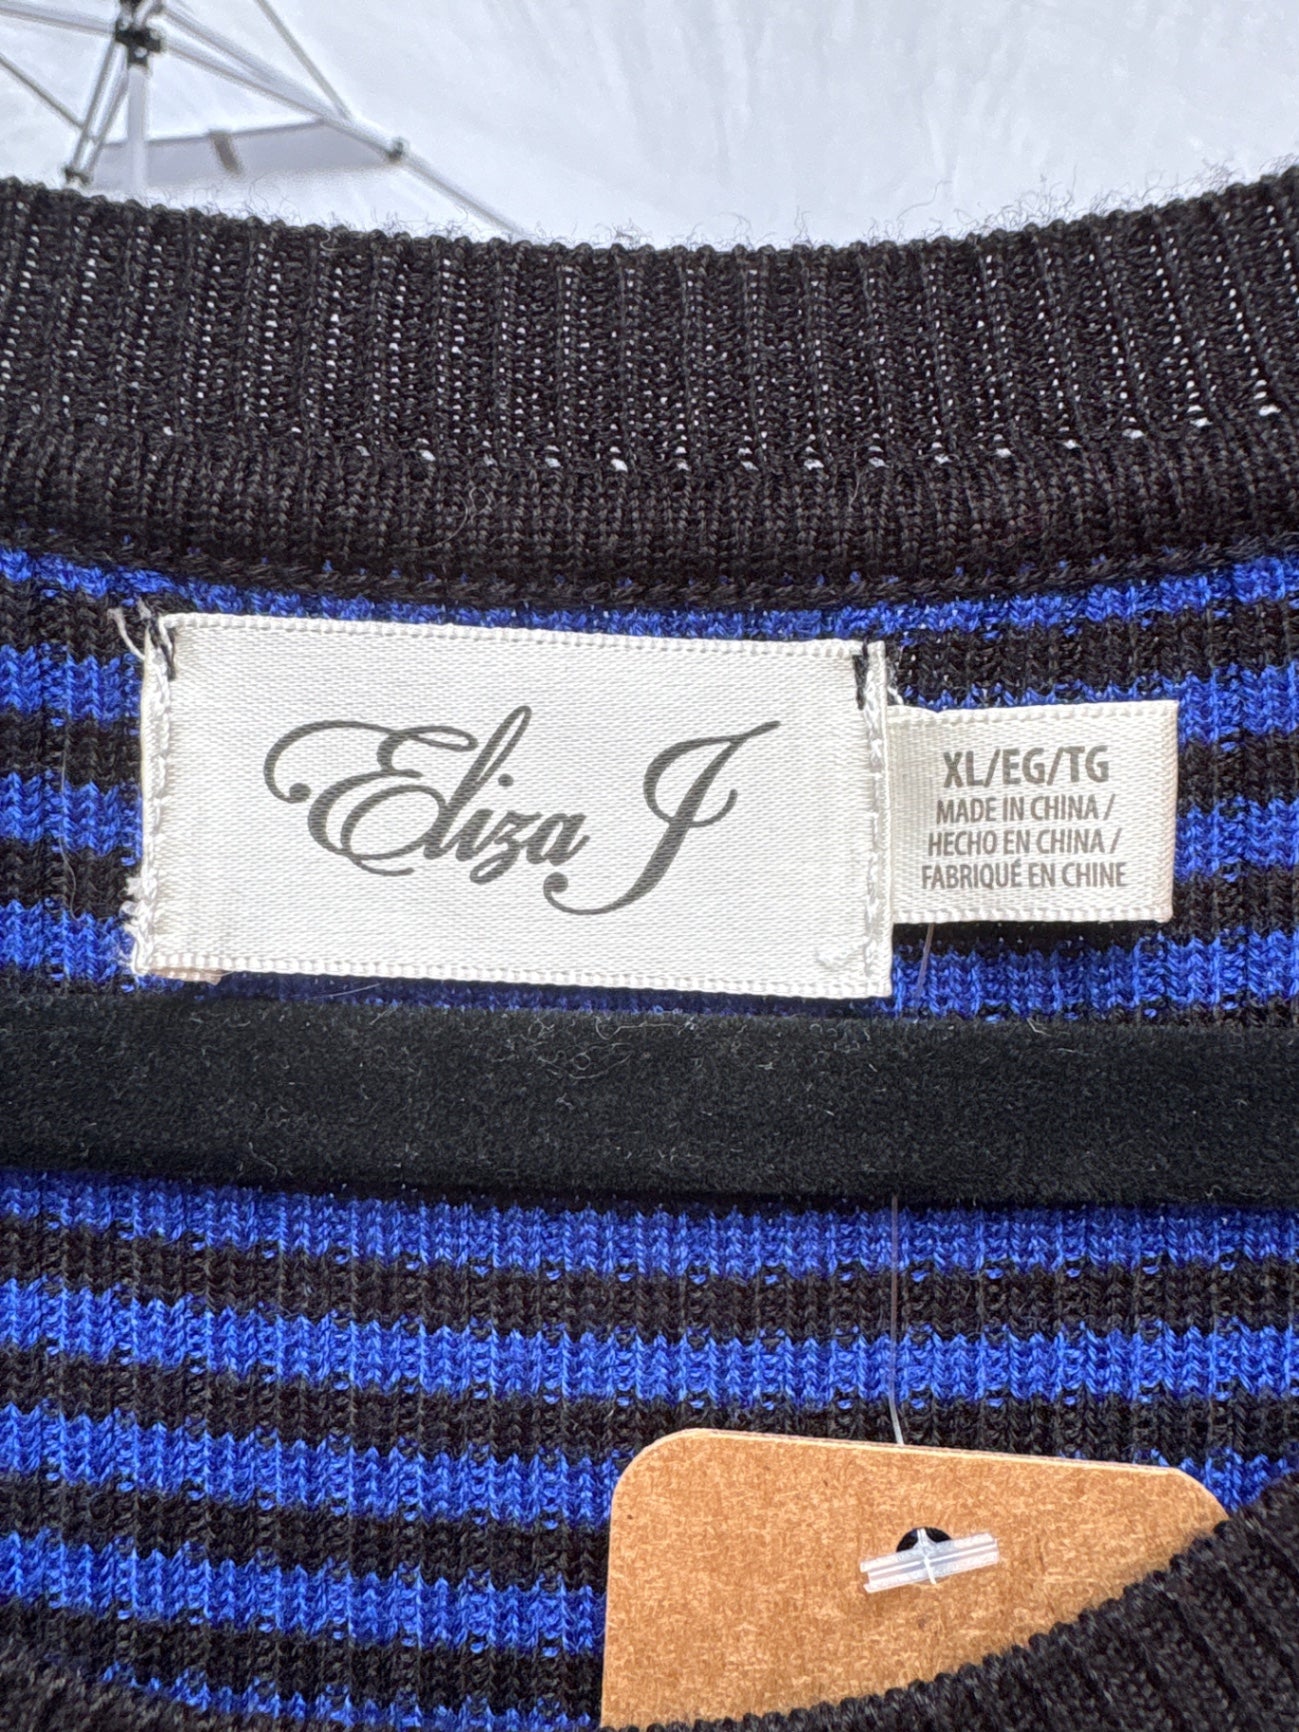 Eliza J
XL/EG/TG
MADE IN CHINA /
HECHO EN CHINA /
FABRIQUÉ EN CHINE